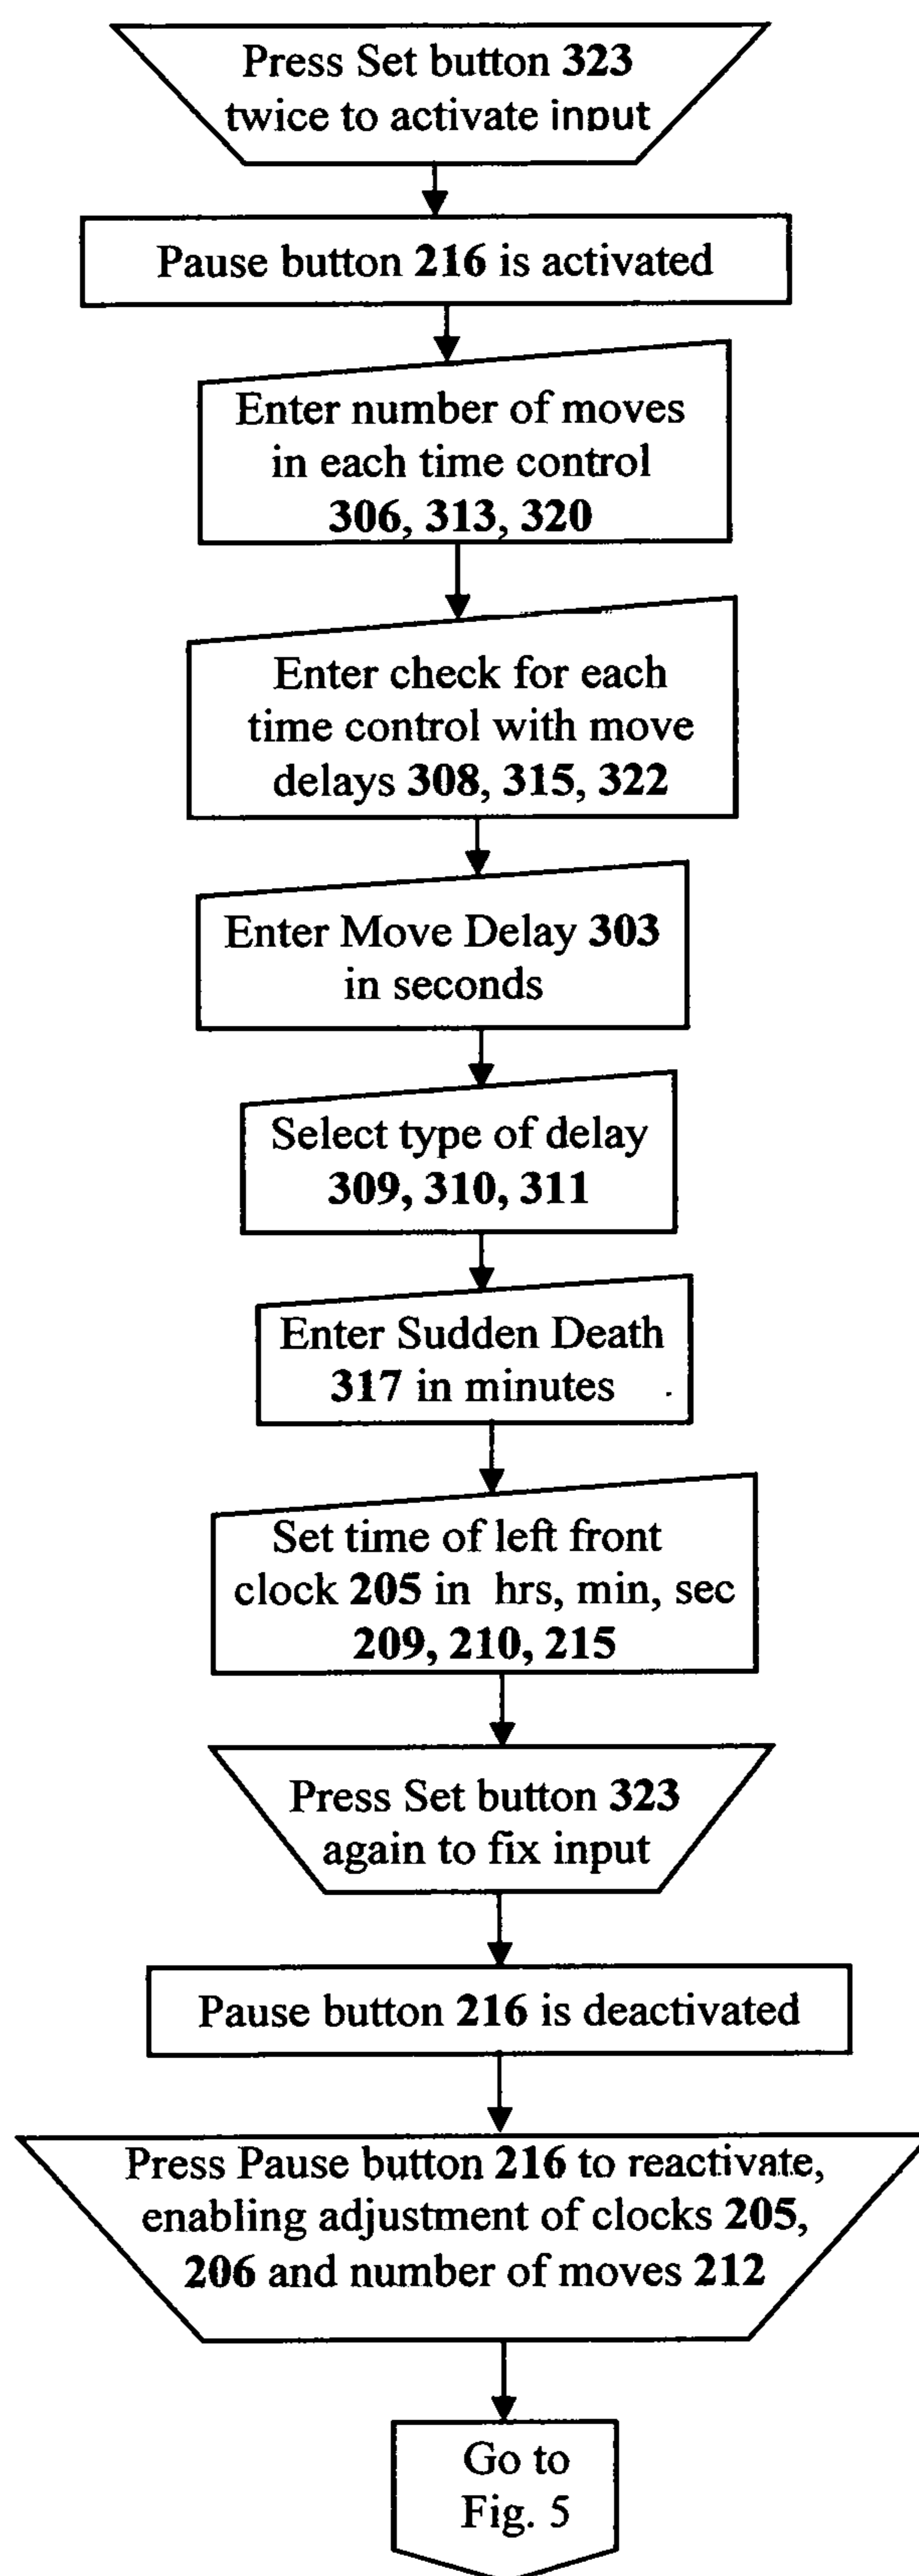 Press Set button 323
twice to activate input
Pause button 216 is activated
Enter number of moves
in each time control
306, 313, 320
Enter check for each
time control with move
delays 308, 315, 322
Enter Move Delay 303
in seconds
Select type of delay
309, 310, 311
Enter Sudden Death
317 in minutes
Set time of left front
clock 205 in hrs, min, sec
209, 210, 215
Press Set button 323
again to fix input
Pause button 216 is deactivated
Press Pause button 216 to reactivate,
enabling adjustment of clocks 205,
206 and number of moves 212
Go to
Fig. 5